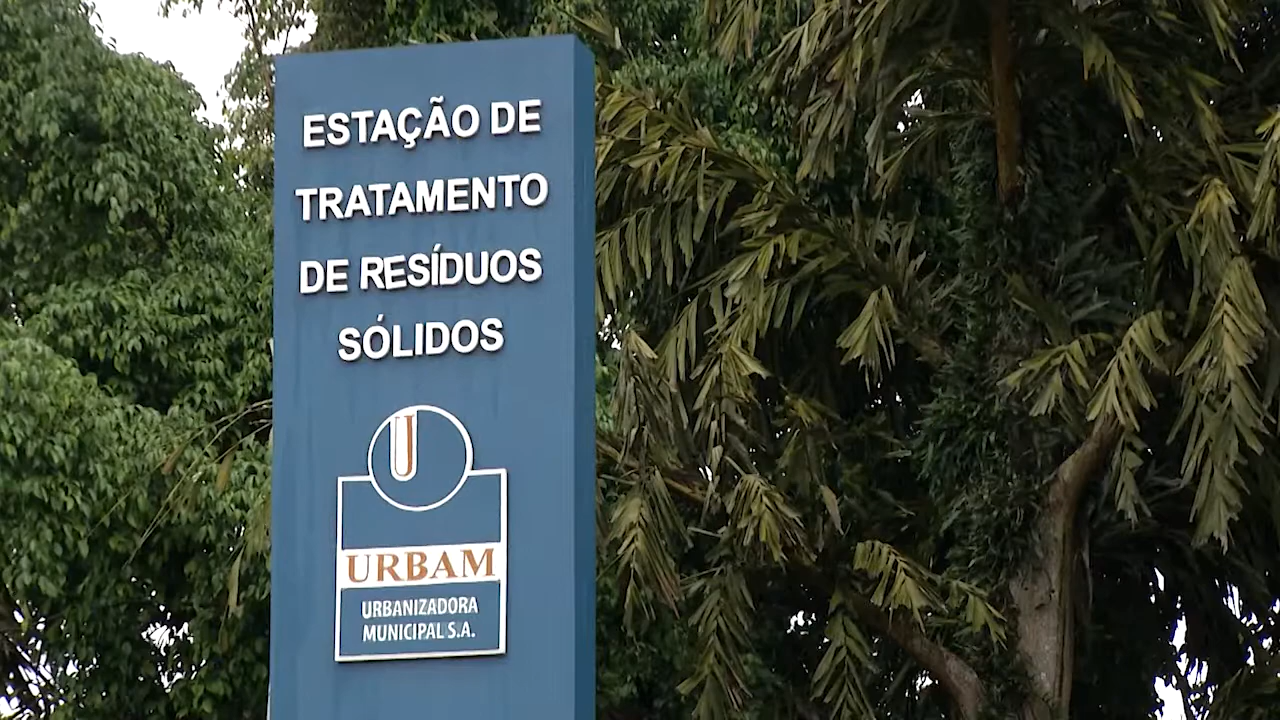 ESTAÇÃO DE
TRATAMENTO
DE RESÍDUOS
SÓLIDOS
U
URBAM
URBANIZADORA
MUNICIPAL S.A.